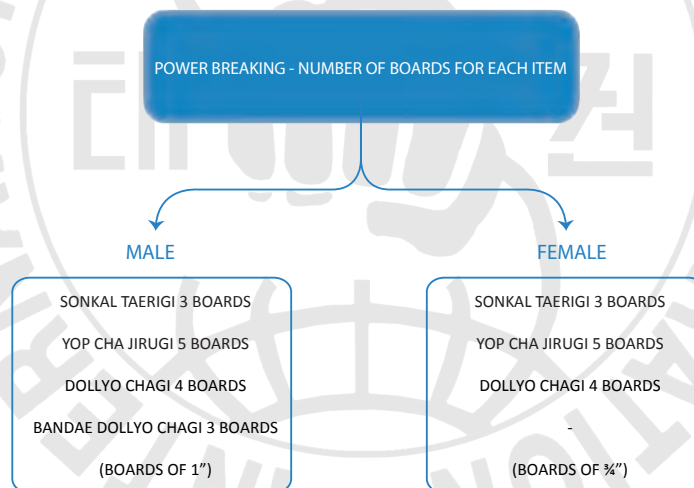 POWER BREAKING - NUMBER OF BOARDS FOR EACH ITEM
MALE
SONKAL TAERIGI 3 BOARDS
YOP CHA JIRUGI 5 BOARDS
DOLLYO CHAGI 4 BOARDS
BANDAE DOLLYO CHAGI 3 BOARDS
(BOARDS OF 1”)
FEMALE
SONKAL TAERIGI 3 BOARDS
YOP CHA JIRUGI 5 BOARDS
DOLLYO CHAGI 4 BOARDS
-
(BOARDS OF ¾”)